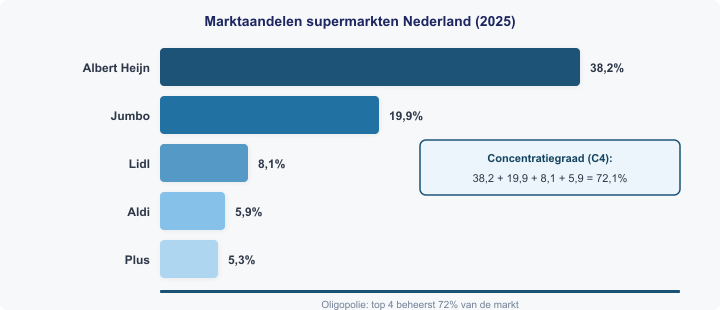 Marktaandelen supermarkten Nederland (2025)
Albert Heijn 38,2%
Jumbo 19,9%
Lidl 8,1%
Concentratiegraad (C4):
38,2 + 19,9 + 8,1 + 5,9 = 72,1%
Aldi 5,9%
Plus 5,3%
Oligopolie: top 4 beheerst 72% van de markt